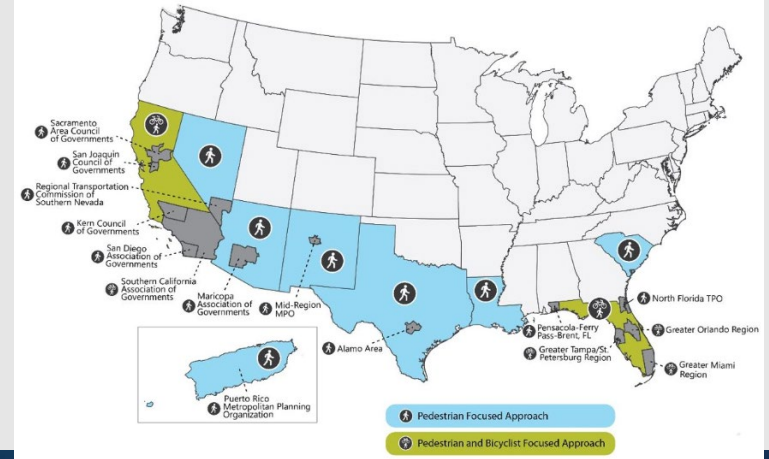 Sacramento
Area Council
of Governments
San Joaquin
Council of
Governments
Regional Transportation
Commission of
Southern Nevada
Kern Council
of Governments
San Diego
Association of
Governments
Southern California
Association of
Governments
Maricopa
Association of
Governments
Mid-Region
MPO
Alamo Area
Puerto Rico
Metropolitan Planning
Organization
North Florida TPO
Pensacola-Ferry
Pass-Brent, FL
Greater Orlando Region
Greater Tampa/St.
Petersburg Region
Greater Miami
Region
Pedestrian Focused Approach
Pedestrian and Bicyclist Focused Approach